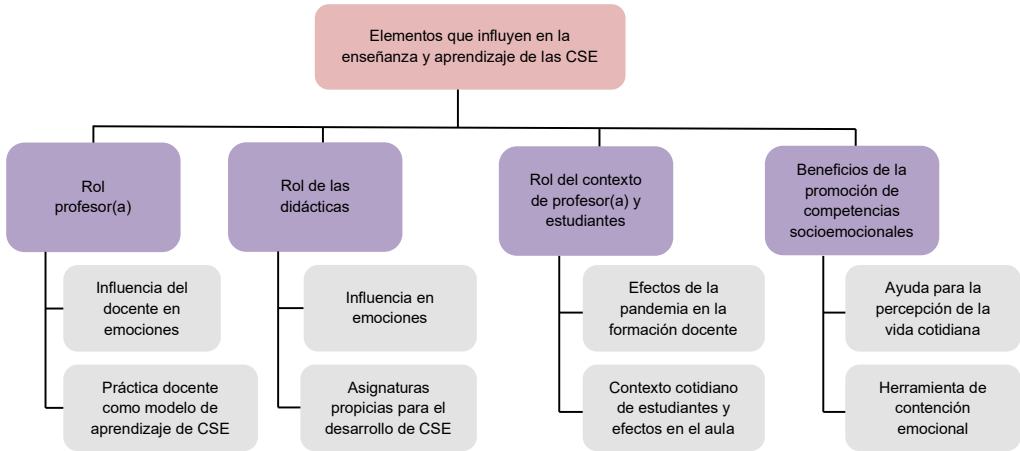 Elementos que influyen en la
enseñanza y aprendizaje de las CSE
Rol
profesor(a)
Influencia del
docente en
emociones
Práctica docente
como modelo de
aprendizaje de CSE
Rol de las
didácticas
Influencia en
emociones
Asignaturas
propicias para el
desarrollo de CSE
Rol del contexto
de profesor(a) y
estudiantes
Efectos de la
pandemia en la
formación docente
Contexto cotidiano
de estudiantes y
efectos en el aula
Beneficios de la
promoción de
competencias
socioemocionales
Ayuda para la
percepción de la
vida cotidiana
Herramienta de
contención
emocional